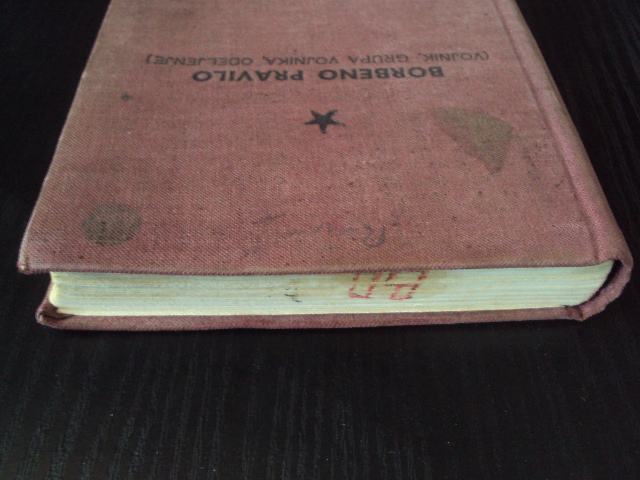 BORBENO PRAVILO
(VOJNIK, GRUPA VOJNIKA, ODELJENJE)